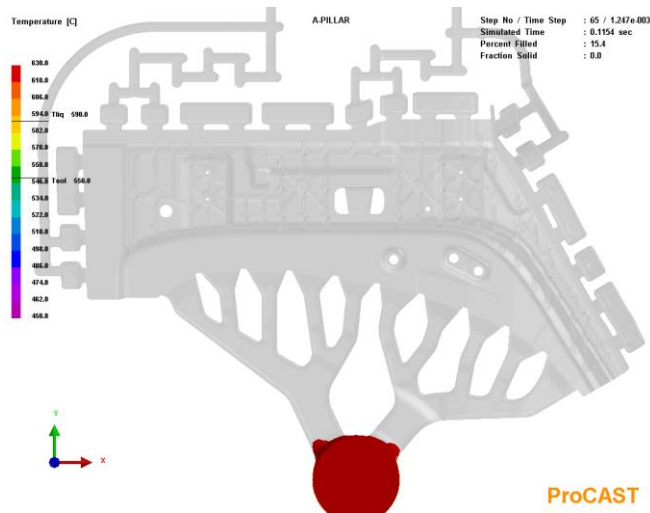 Temperature [C]
A-PILLAR
Step No / Time Step : 65 / 1.247e-003
Simulated Time : 0.1154 sec
Percent Filled : 15.4
Fraction Solid : 0.0
630.0
618.0
606.0
594.0
Tliq 590.0
582.0
570.0
558.0
546.0
Tsol 550.0
534.0
522.0
510.0
498.0
486.0
474.0
462.0
450.0
Y
X
ProCAST